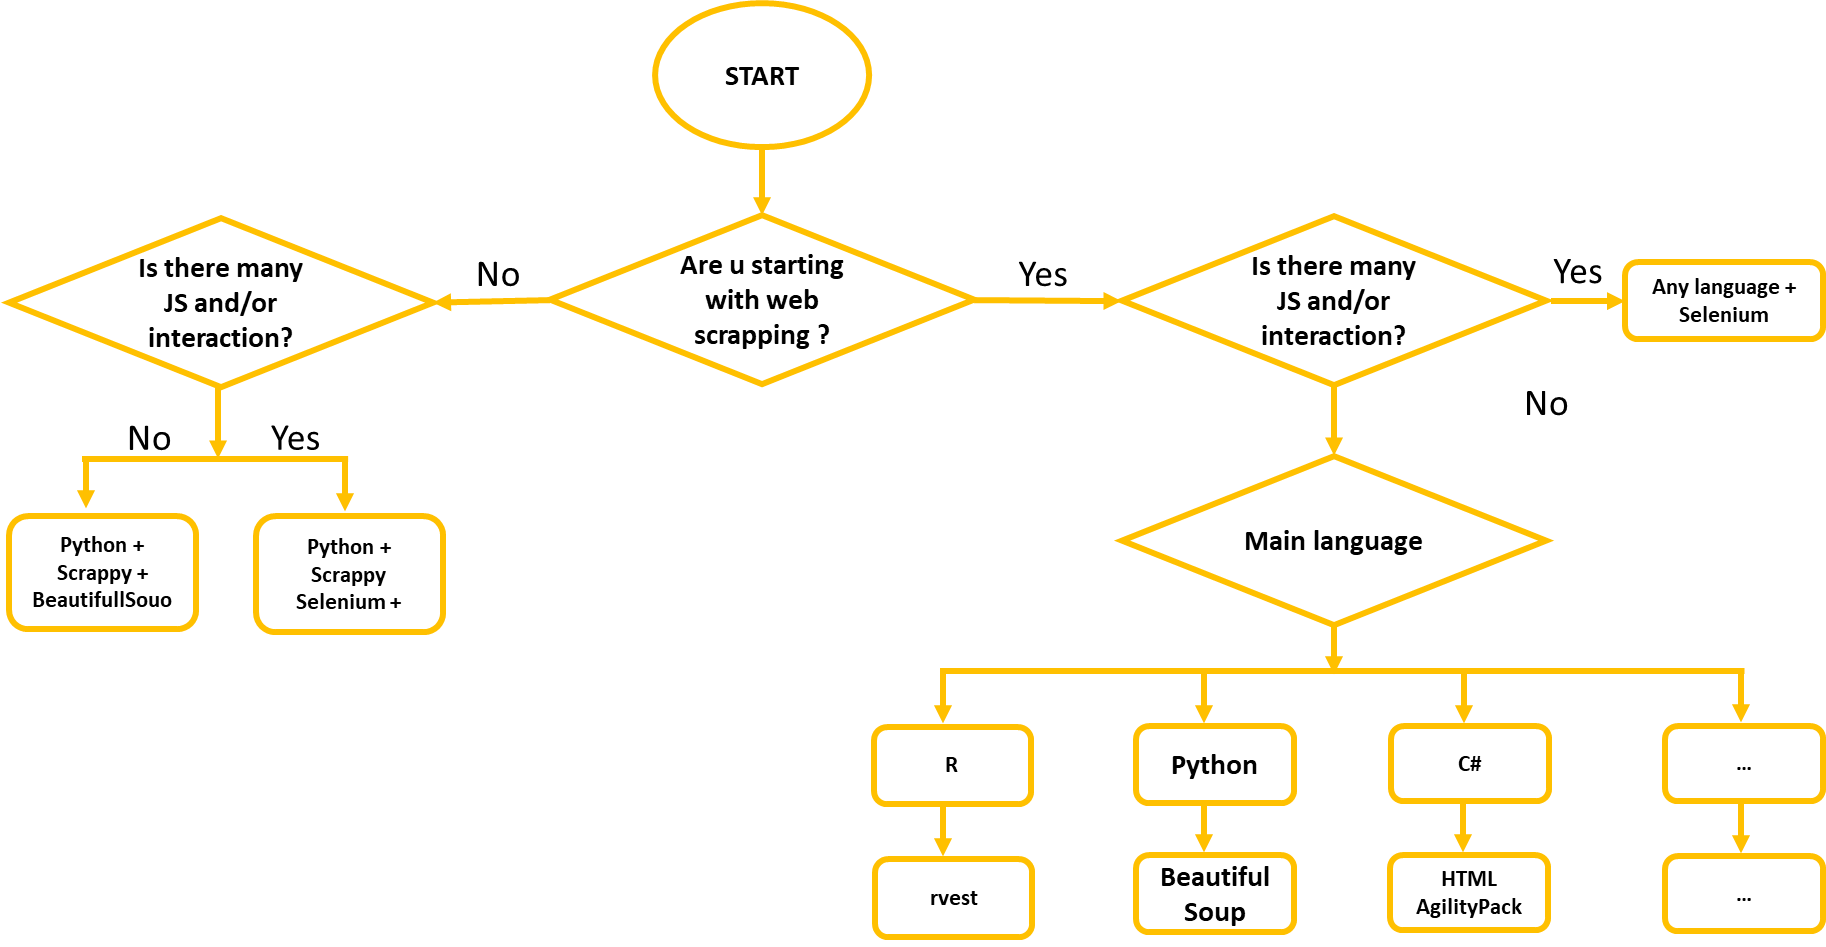 START
Is there many
JS and/or
interaction?
No
Are u starting
with web
scrapping ?
Yes
Is there many
JS and/or
interaction?
Yes
Any language +
Selenium
No
No
Yes
Python +
Scrappy +
BeautifullSouo
Python +
Scrappy
Selenium +
Main language
R
Python
C#
...
rvest
Beautiful
Soup
HTML
AgilityPack
...